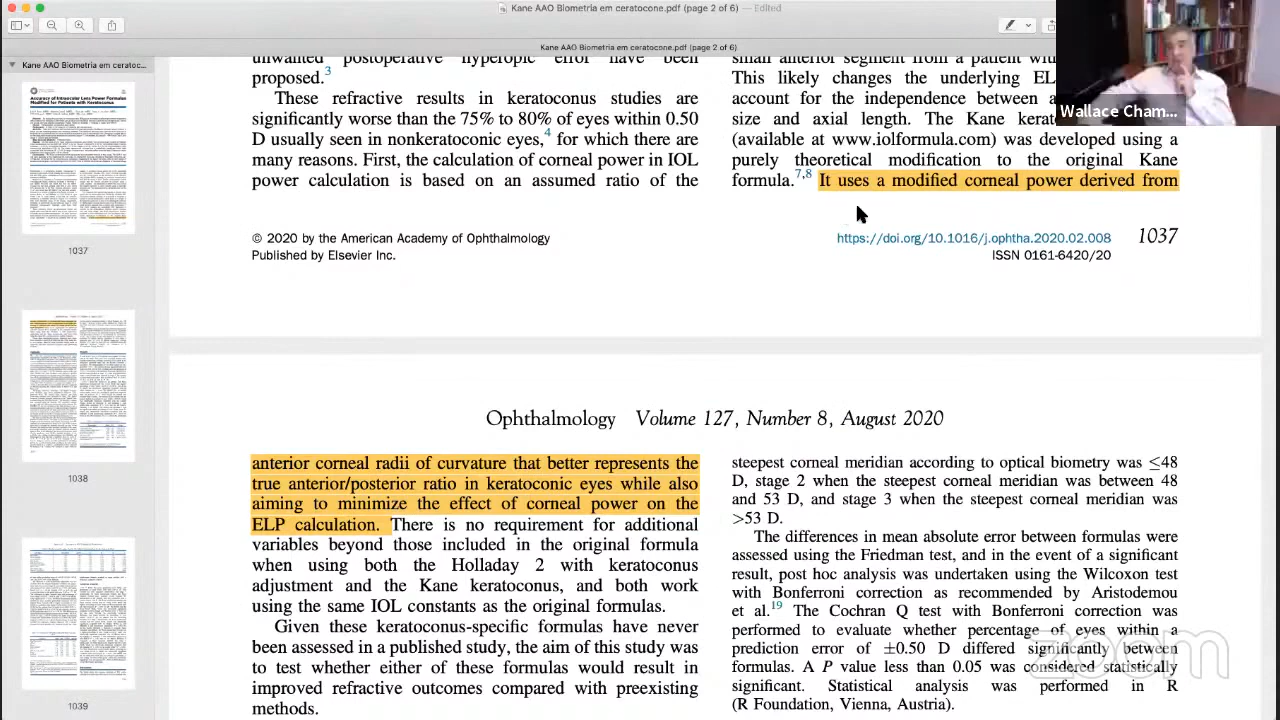 Kane AAO Biometria em ceratocone.pdf (page 2 of 6) — Edited
Kane AAO Biometria em ceratocone.pdf (page 2 of 6)
Kane AAO Biometria em ceratoc...
1037
1038
1039
unwanted postoperative hyperopic error have been
proposed.3
These refractive results in keratoconus studies are
significantly worse than the 75% to 80% of eyes within 0.50
D usually seen in nonkeratoconic eyes,4 for which there are
many reasons. First, the calculation of corneal power in IOL
power calculation is based on an assumed ratio of the
small anterior segment from a patient
This likely changes the underlying
account for the independence between
size and axial length. The Kane
(available at www.iolformula.com) was developed using a
purely theoretical modification to the original Kane
formula.7,8 It uses a modified corneal power derived from
© 2020 by the American Academy of Ophthalmology
Published by Elsevier Inc.
https://doi.org/10.1016/j.ophtha.2020.02.008
1037
ISSN 0161-6420/20
Ophthalmology Volume 127, Number 8, August 2020
anterior corneal radii of curvature that better represents the
true anterior/posterior ratio in keratoconic eyes while also
aiming to minimize the effect of corneal power on the
ELP calculation. There is no requirement for additional
variables beyond those included in the original formula
when using both the Holladay 2 with keratoconus
adjustment and the Kane keratoconus, and both work
using the same IOL constants the original formulas.
Given these keratoconus-specific formulas have never
been assessed in a published study, the aim of this study was
to test whether either of these formulas would result in
improved refractive outcomes compared with preexisting
methods.
steepest corneal meridian according to optical biometry was ≤48
D, stage 2 when the steepest corneal meridian was between 48
and 53 D, and stage 3 when the steepest corneal meridian was
>53 D.
The differences in mean absolute error between formulas were
assessed using the Friedman test, and in the event of a significant
result, post hoc analysis was undertaken using the Wilcoxon test
with Bonferroni correction as recommended by Aristodemou
et al.19 The Cochran Q test with Bonferroni correction was
performed to evaluate whether percentage of eyes within a
prediction error of ±0.50 D differed significantly between
formulas. A P value less than 0.05 was considered statistically
significant. Statistical analysis was performed in R
(R Foundation, Vienna, Austria).
Wallace Cham...
zoom